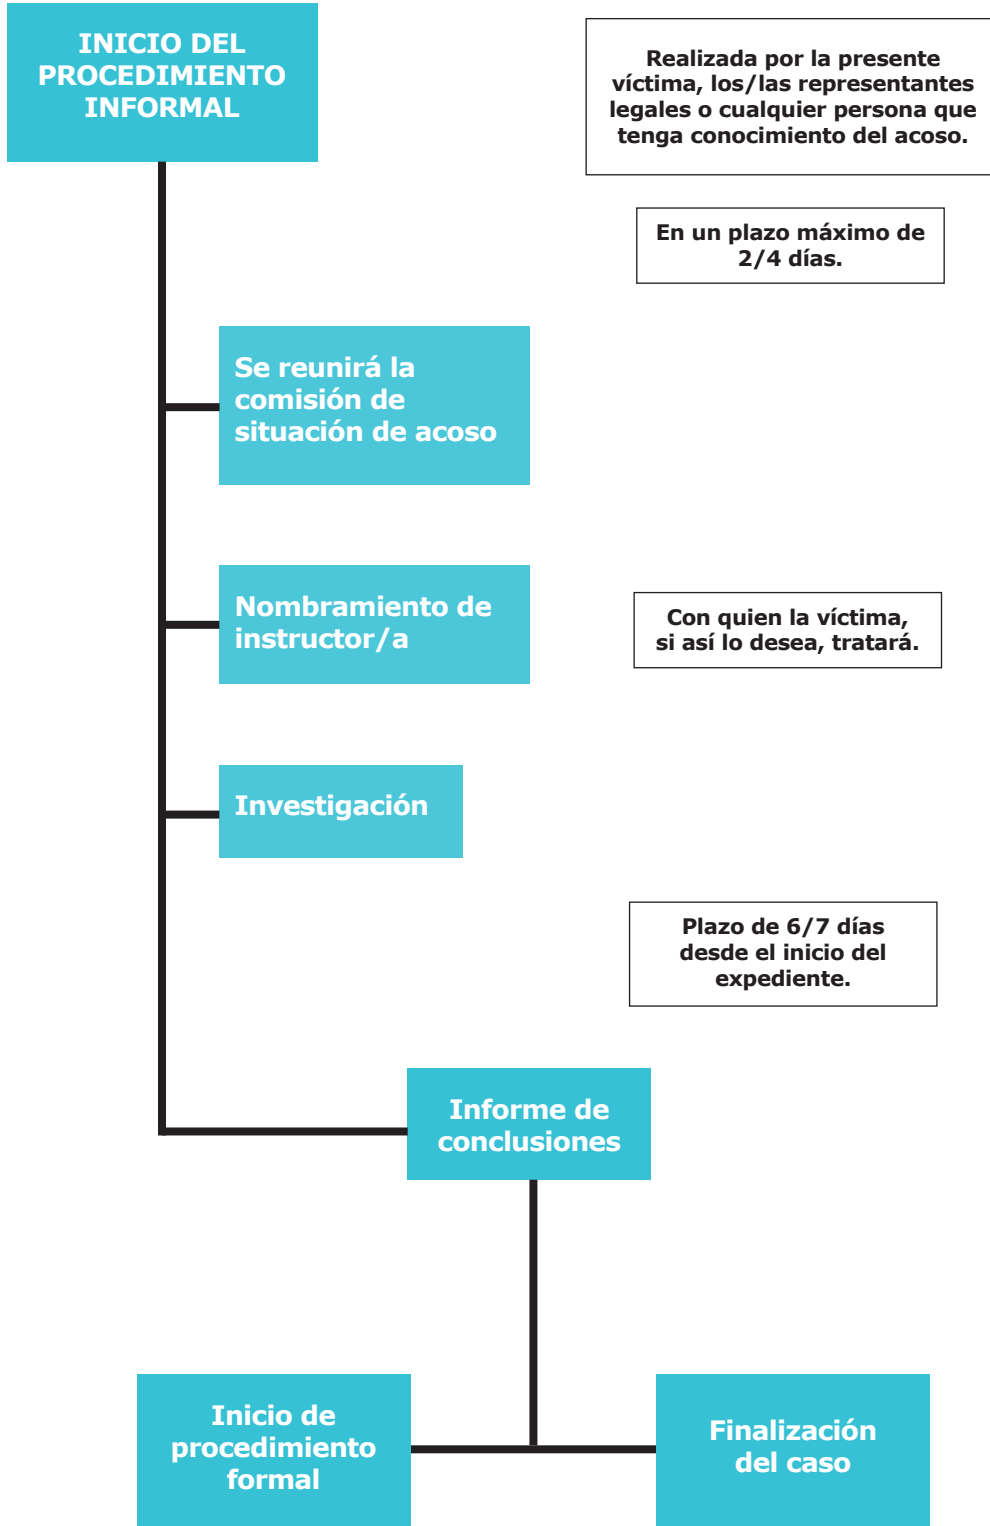 INICIO DEL
PROCEDIMIENTO
INFORMAL
Realizada por la presente
víctima, los/las representantes
legales o cualquier persona que
tenga conocimiento del acoso.
En un plazo máximo de
2/4 días.
Se reunirá la
comisión de
situación de acoso
Nombramiento de
instructor/a
Con quien la víctima,
si así lo desea, tratará.
Investigación
Plazo de 6/7 días
desde el inicio del
expediente.
Informe de
conclusiones
Inicio de
procedimiento
formal
Finalización
del caso